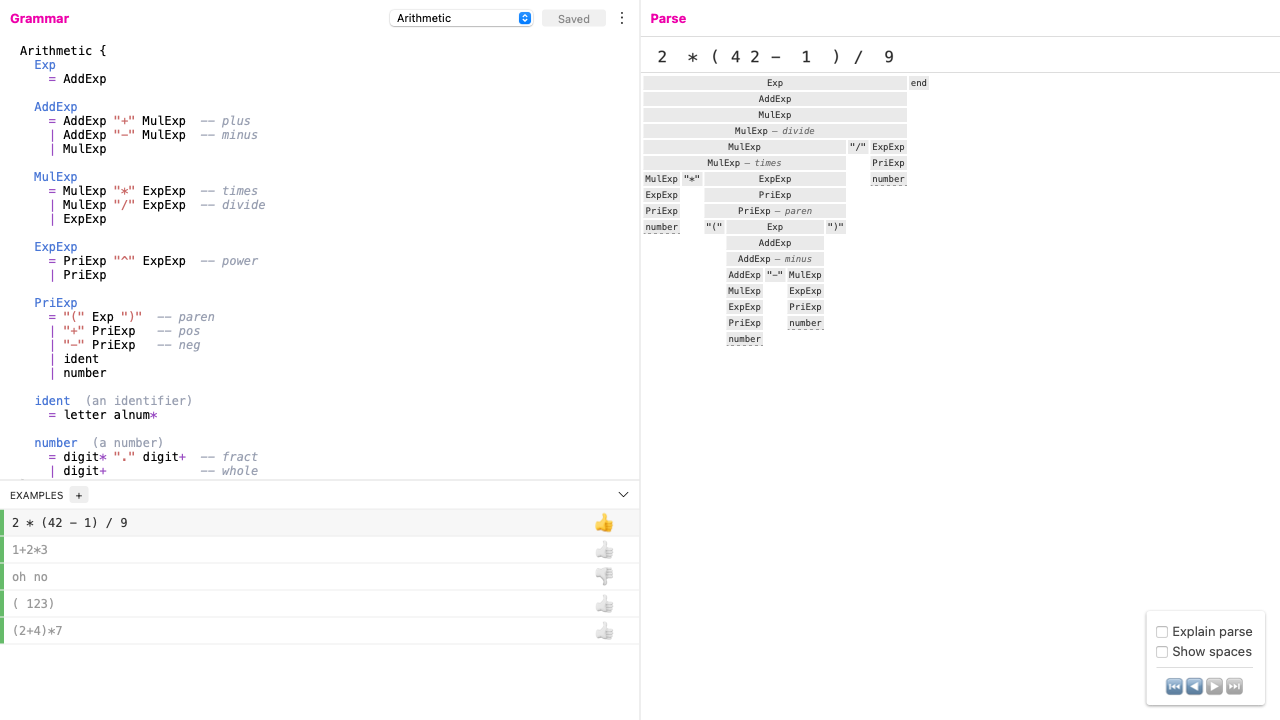 Grammar
Arithmetic
Saved
Arithmetic {
Exp
= AddExp
AddExp
= AddExp "+" MulExp -- plus
| AddExp "-" MulExp -- minus
| MulExp
MulExp
= MulExp "*" ExpExp -- times
| MulExp "/" ExpExp -- divide
| ExpExp
ExpExp
= PriExp "^" ExpExp -- power
| PriExp
PriExp
= "(" Exp ")" -- paren
| "+" PriExp -- pos
| "-" PriExp -- neg
| ident
| number
ident (an identifier)
= letter alnum*
number (a number)
= digit* "." digit+ -- fract
| digit+ -- whole
EXAMPLES +
2 * (42 - 1) / 9
1+2*3
oh no
( 123)
(2+4)*7
Parse
2 * ( 4 2 - 1 ) / 9
Exp end
AddExp
MulExp
MulExp – divide
MulExp "/" ExpExp
MulExp – times PriExp
MulExp "*" ExpExp number
ExpExp PriExp
PriExp PriExp – paren
number "(" Exp ")"
AddExp
AddExp – minus
AddExp "-" MulExp
MulExp ExpExp
ExpExp PriExp
PriExp number
number
Explain parse
Show spaces